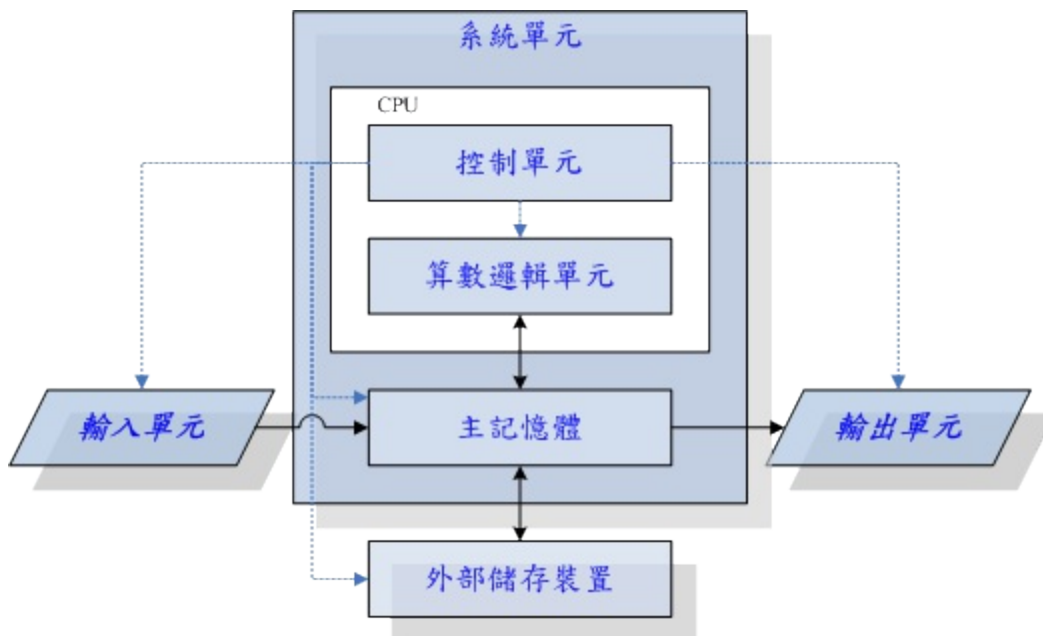 系統單元
CPU
控制單元
算數邏輯單元
輸入單元
主記憶體
輸出單元
外部儲存裝置